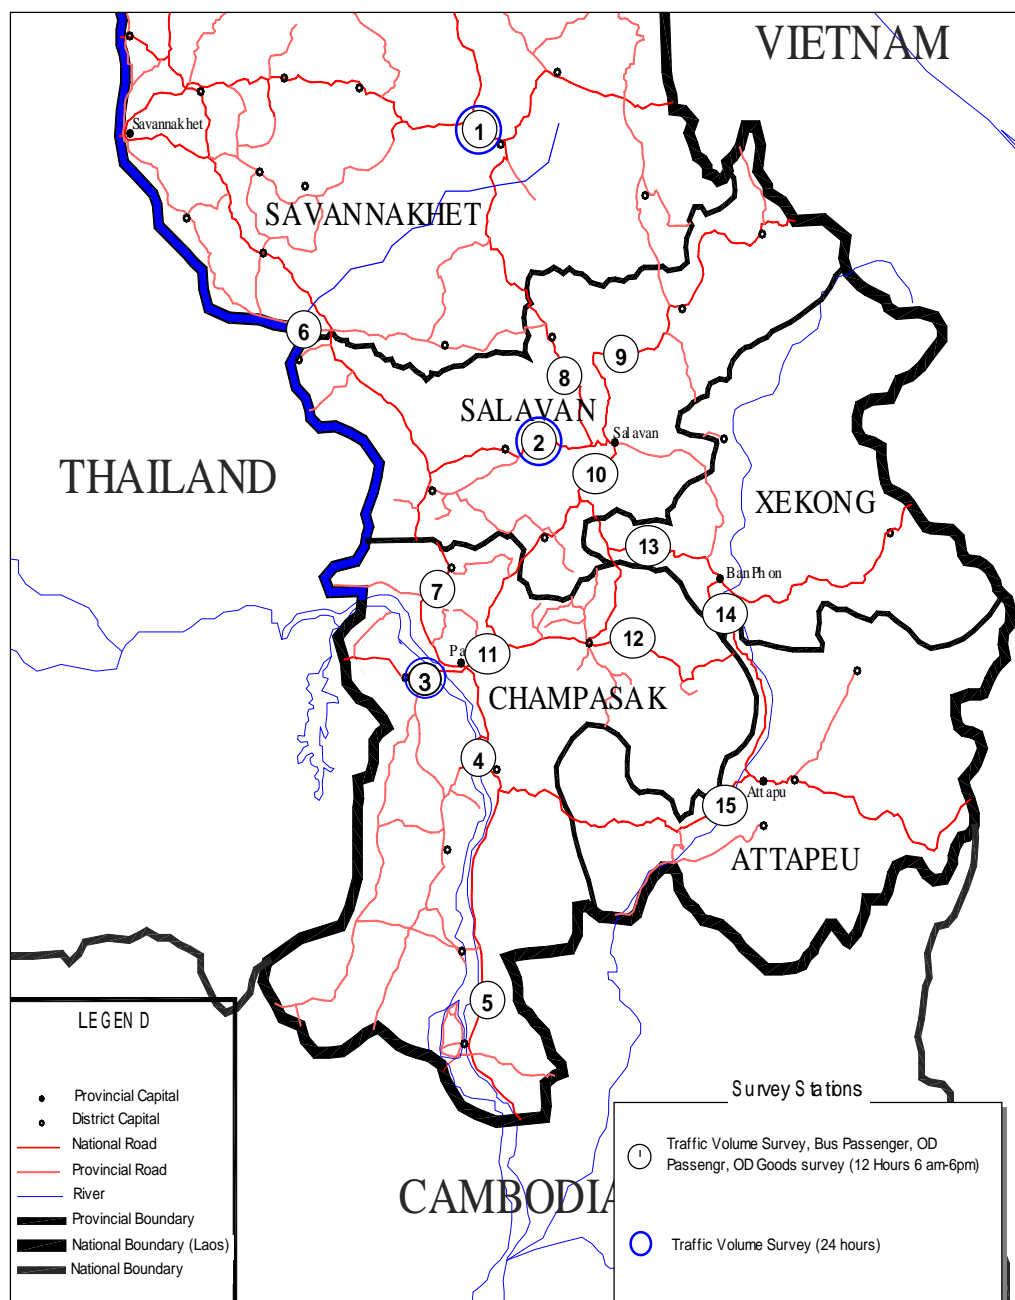 VIETNAM
Savannakhet
1
SAVANNAKHET
6
9
8
SALAVAN
2
Salavan
THAILAND
10
XEKONG
13
BanPhon
7
14
12
Pa
11
3
CHAMPASAK
4
Attapu
15
ATTAPEU
5
LEGEND
Provincial Capital
District Capital
National Road
Provincial Road
River
Provincial Boundary
National Boundary (Laos)
National Boundary
CAMBODIA
Survey Stations
Traffic Volume Survey, Bus Passenger, OD
Passengr, OD Goods survey (12 Hours 6 am-6pm)
Traffic Volume Survey (24 hours)